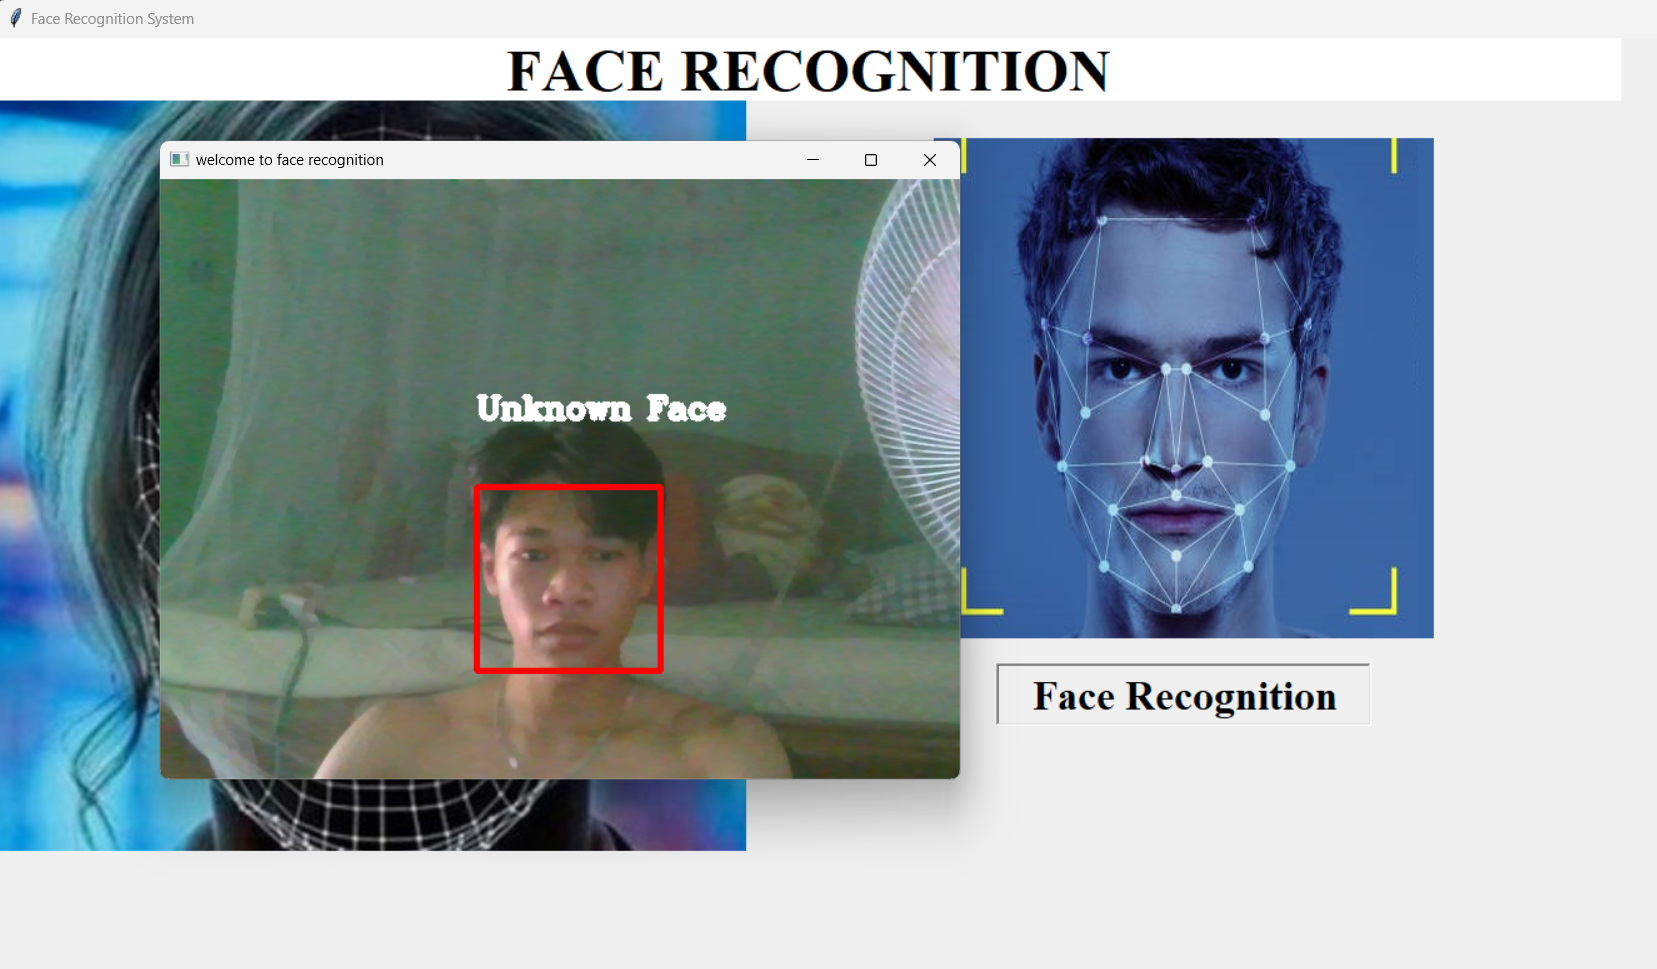 Face Recognition System
FACE RECOGNITION
welcome to face recognition
Unknown Face
Face Recognition